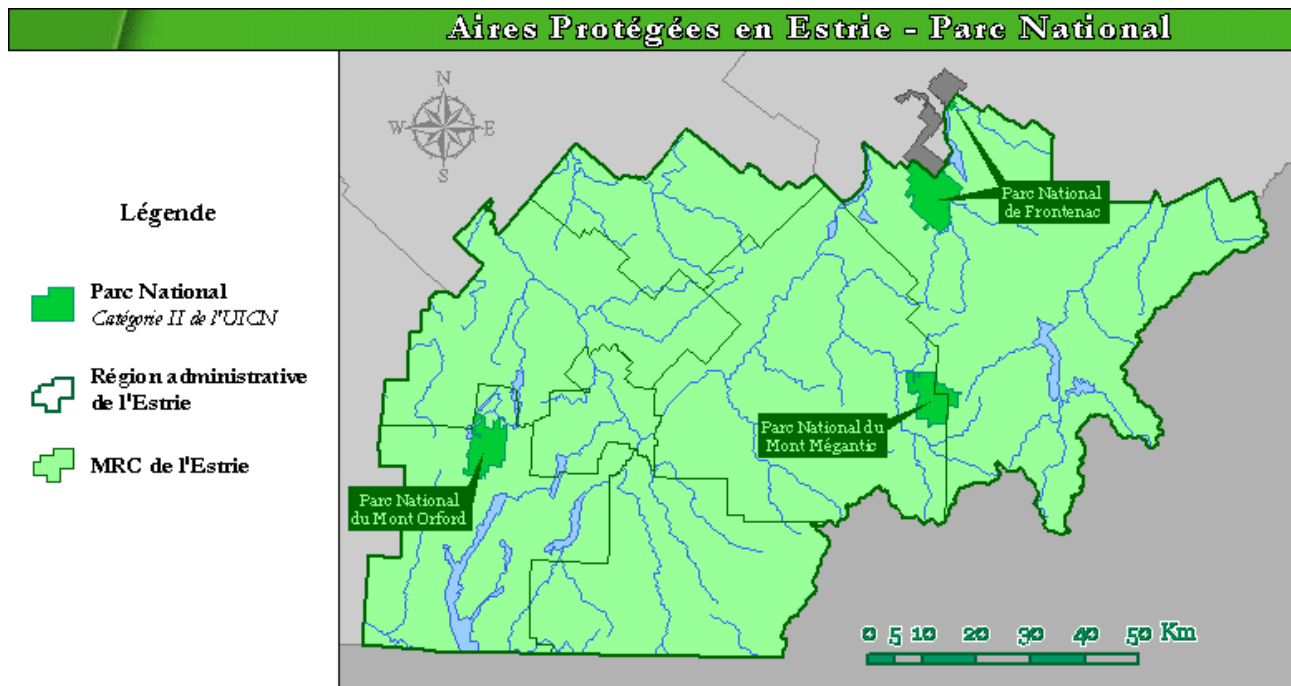 Aires Protégées en Estrie - Parc National
N
W
E
S
Légende
Parc National
Catégorie II de l'UICN
Région administrative
de l'Estrie
MRC de l'Estrie
Parc National
de Frontenac
Parc National du
Mont Mégantic
Parc National
du Mont Orford
0 5 10 20 30 40 50 Km